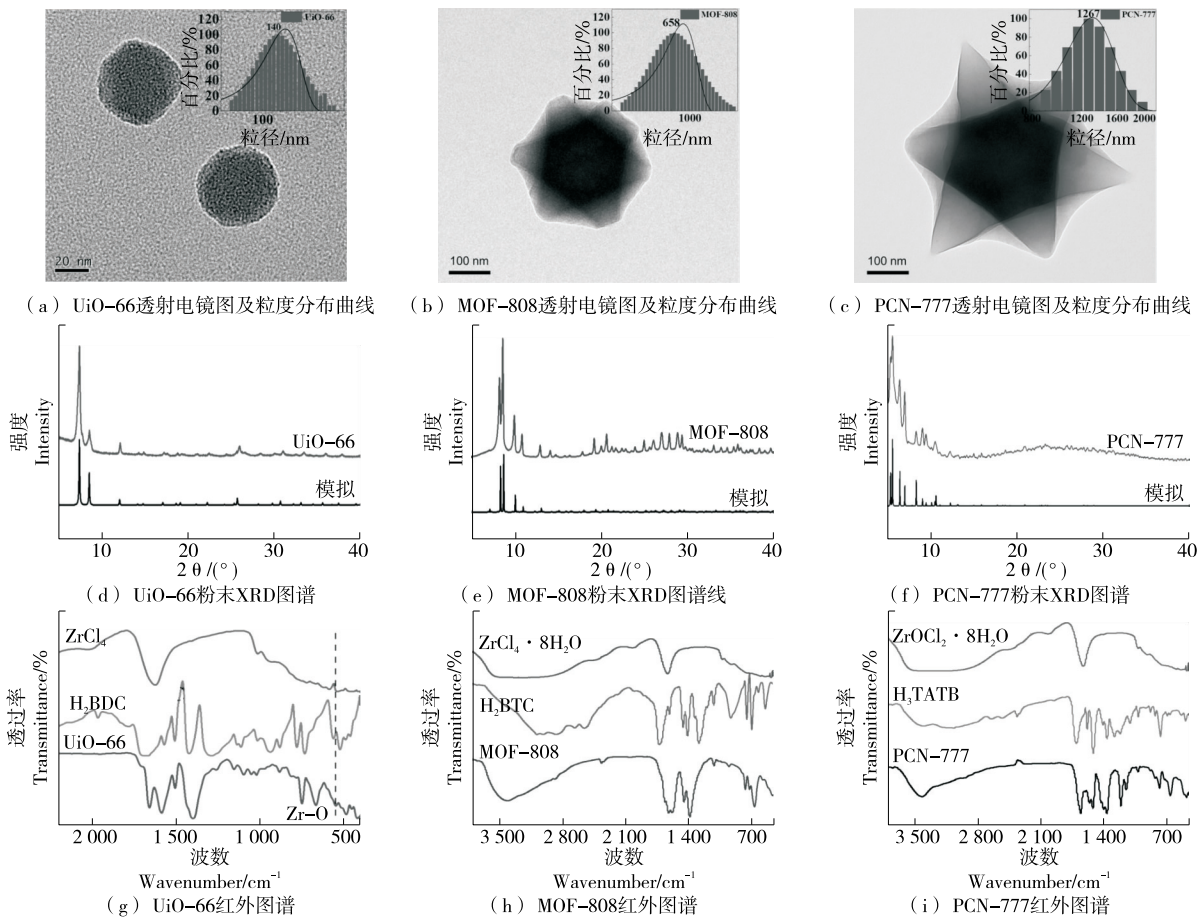 UiO-66
140
百分比/%
120
100
80
60
40
20
0
100
粒径/nm
20 nm
MOF-808
658
百分比/%
120
100
80
60
40
20
0
1000
粒径/nm
100 nm
PCN-777
1267
百分比/%
100
80
60
40
20
0
800 1200 1600 2000
粒径/nm
100 nm
(a) UiO-66透射电镜图及粒度分布曲线
(b) MOF-808透射电镜图及粒度分布曲线
(c) PCN-777透射电镜图及粒度分布曲线
强度
Intensity
UiO-66
模拟
10 20 30 40
2 θ /(°)
(d) UiO-66粉末XRD图谱
强度
Intensity
MOF-808
模拟
10 20 30 40
2 θ /(°)
(e) MOF-808粉末XRD图谱线
强度
Intensity
PCN-777
模拟
10 20 30 40
2 θ /(°)
(f) PCN-777粉末XRD图谱
透过率
Transmittance/%
ZrCl₄
H₂BDC
UiO-66
Zr-O
2 000 1 500 1 000 500
波数
Wavenumber/cm⁻¹
(g) UiO-66红外图谱
透过率
Transmittance/%
ZrCl₄·8H₂O
H₂BTC
MOF-808
3 500 2 800 2 100 1 400 700
波数
Wavenumber/cm⁻¹
(h) MOF-808红外图谱
透过率
Transmittance/%
ZrOCl₂·8H₂O
H₃TATB
PCN-777
3 500 2 800 2 100 1 400 700
波数
Wavenumber/cm⁻¹
(i) PCN-777红外图谱